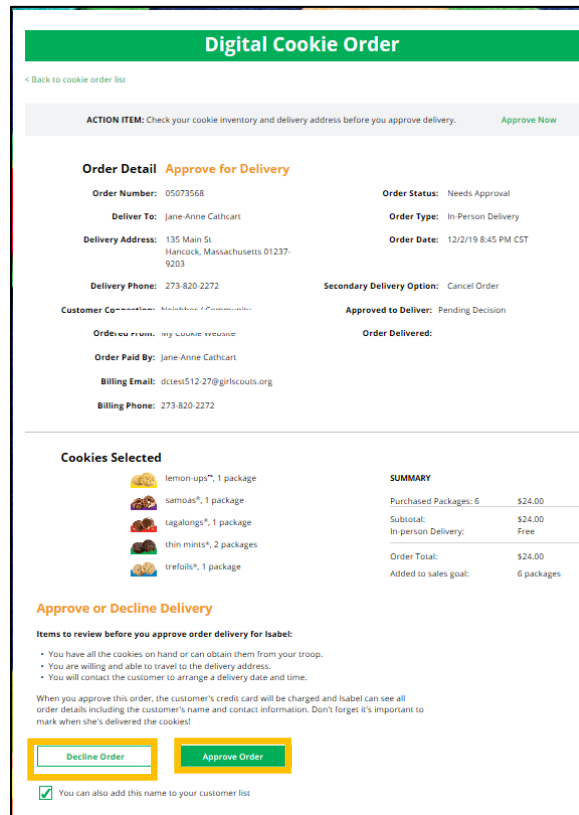 Digital Cookie Order
< Back to cookie order list
ACTION ITEM: Check your cookie inventory and delivery address before you approve delivery. Approve Now
Order Detail Approve for Delivery
Order Number: 05073568 Order Status: Needs Approval
Deliver To: Jane-Anne Cathcart Order Type: In-Person Delivery
Delivery Address: 135 Main St Order Date: 12/2/19 8:45 PM CST
Hancock, Massachusetts 01237-
9203
Delivery Phone: 273-820-2272 Secondary Delivery Option: Cancel Order
Customer Connection: Neighbor / Community Approved to Deliver: Pending Decision
Ordered From: My Cookie Website Order Delivered:
Order Paid By: Jane-Anne Cathcart
Billing Email: dctest512-27@girlscouts.org
Billing Phone: 273-820-2272
Cookies Selected
lemon-ups™, 1 package SUMMARY
samoas®, 1 package Purchased Packages: 6 $24.00
tagalongs®, 1 package Subtotal: $24.00
In-person Delivery: Free
thin mints®, 2 packages Order Total: $24.00
trefoils®, 1 package Added to sales goal: 6 packages
Approve or Decline Delivery
Items to review before you approve order delivery for Isabel:
• You have all the cookies on hand or can obtain them from your troop.
• You are willing and able to travel to the delivery address.
• You will contact the customer to arrange a delivery date and time.
When you approve this order, the customer's credit card will be charged and Isabel can see all
order details including the customer's name and contact information. Don't forget it's important to
mark when she's delivered the cookies!
Decline Order Approve Order
You can also add this name to your customer list